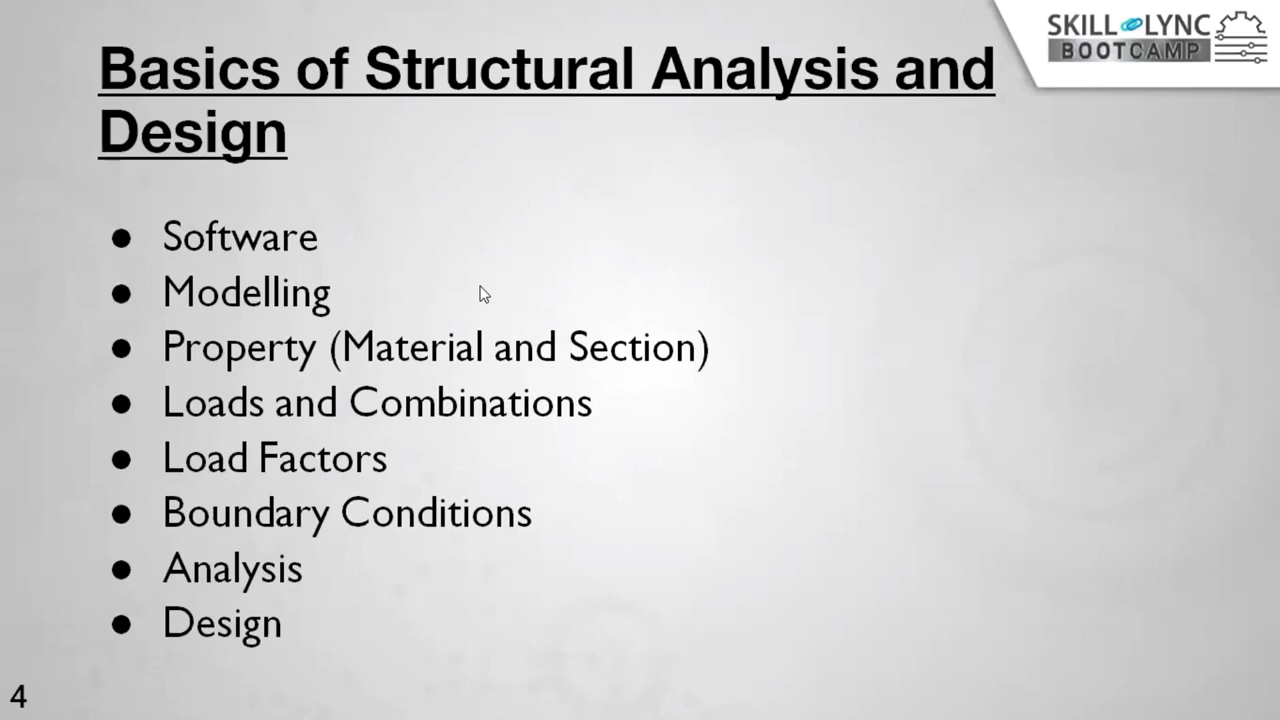 SKILL LYNC
BOOTCAMP
Basics of Structural Analysis and
Design
● Software
● Modelling
● Property (Material and Section)
● Loads and Combinations
● Load Factors
● Boundary Conditions
● Analysis
● Design
4